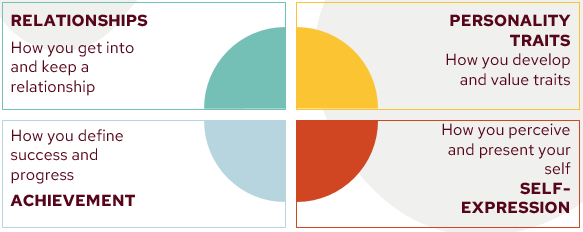 RELATIONSHIPS
How you get into
and keep a
relationship
PERSONALITY
TRAITS
How you develop
and value traits
How you define
success and
progress
ACHIEVEMENT
How you perceive
and present your
self
SELF-
EXPRESSION